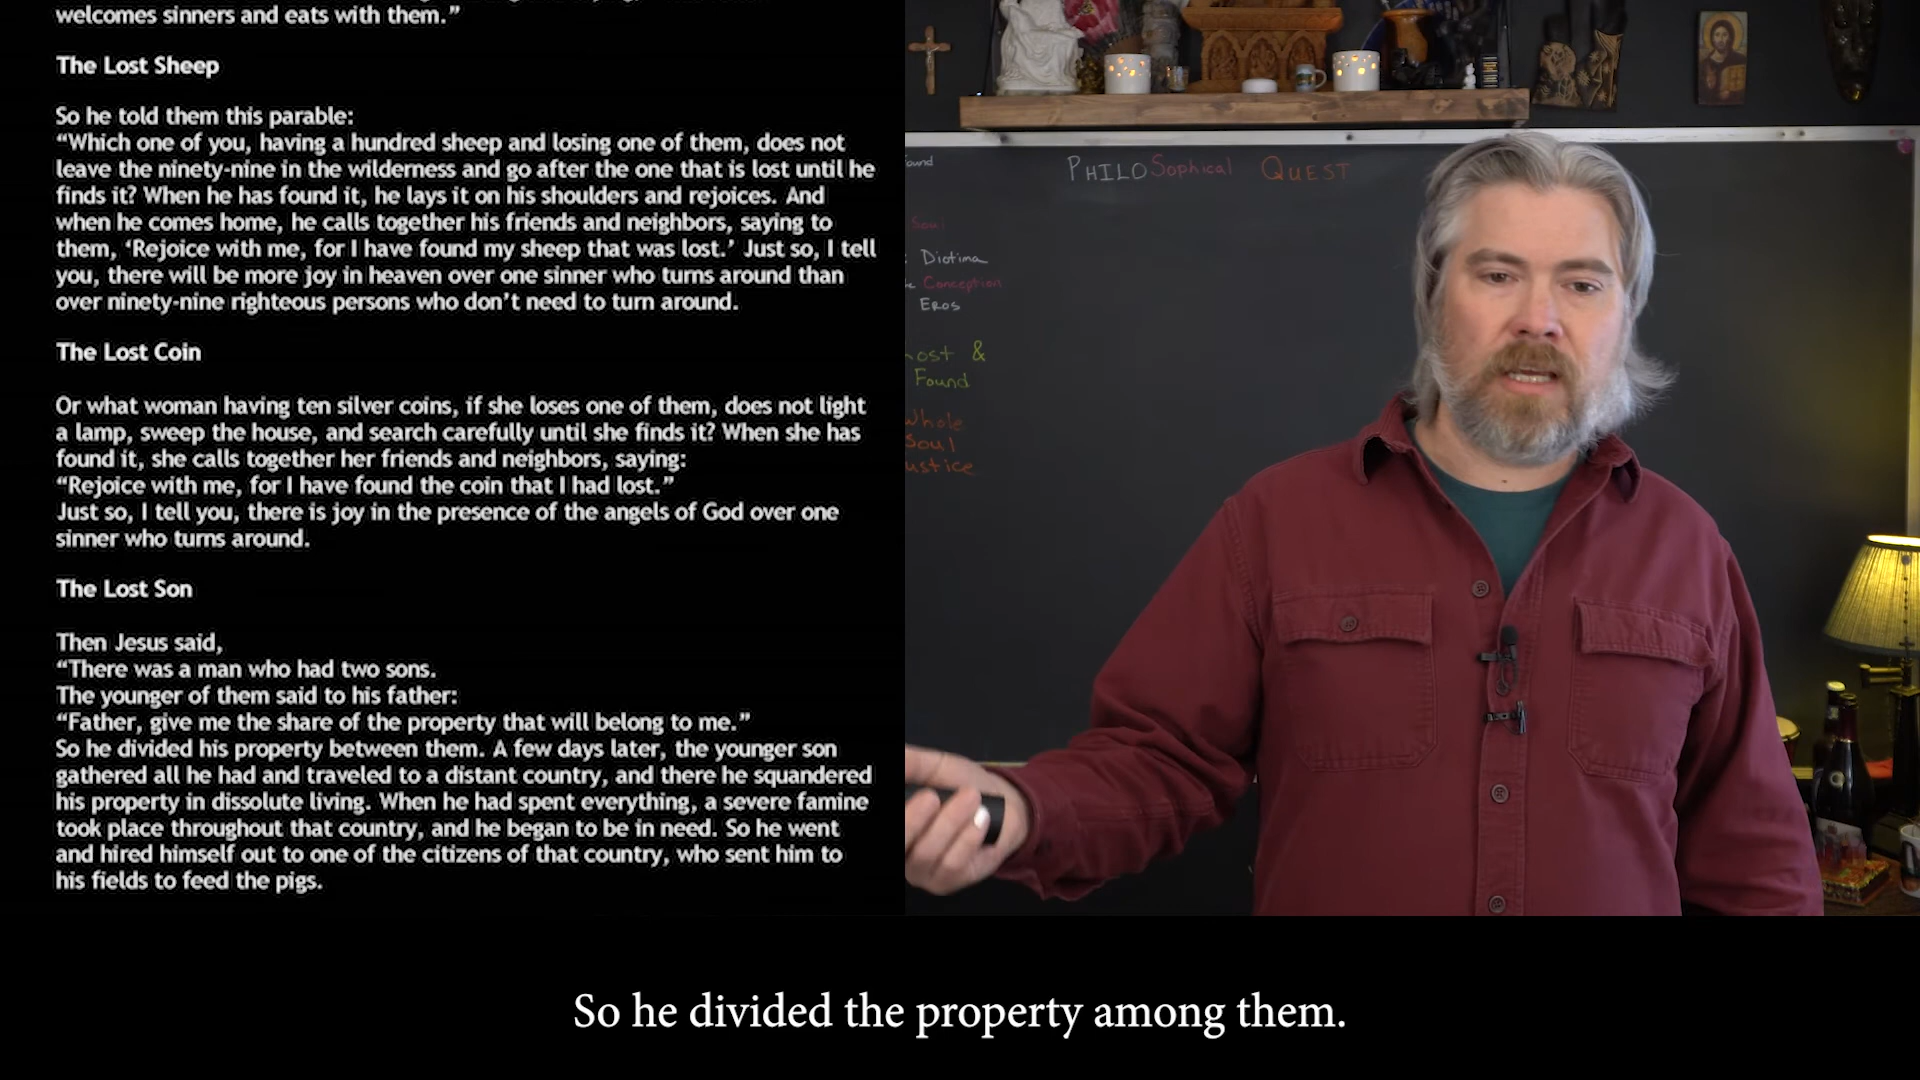 welcomes sinners and eats with them.”
The Lost Sheep
So he told them this parable:
“Which one of you, having a hundred sheep and losing one of them, does not
leave the ninety-nine in the wilderness and go after the one that is lost until he
finds it? When he has found it, he lays it on his shoulders and rejoices. And
when he comes home, he calls together his friends and neighbors, saying to
them, ‘Rejoice with me, for I have found my sheep that was lost.’ Just so, I tell
you, there will be more joy in heaven over one sinner who turns around than
over ninety-nine righteous persons who don’t need to turn around.
The Lost Coin
Or what woman having ten silver coins, if she loses one of them, does not light
a lamp, sweep the house, and search carefully until she finds it? When she has
found it, she calls together her friends and neighbors, saying:
“Rejoice with me, for I have found the coin that I had lost.”
Just so, I tell you, there is joy in the presence of the angels of God over one
sinner who turns around.
The Lost Son
Then Jesus said,
“There was a man who had two sons.
The younger of them said to his father:
“Father, give me the share of the property that will belong to me.”
So he divided his property between them. A few days later, the younger son
gathered all he had and traveled to a distant country, and there he squandered
his property in dissolute living. When he had spent everything, a severe famine
took place throughout that country, and he began to be in need. So he went
and hired himself out to one of the citizens of that country, who sent him to
his fields to feed the pigs.
PHILOSophical QUEST
Soul
Diotima
Conception
EROS
ost &
Found
Whole
Soul
ustice
So he divided the property among them.